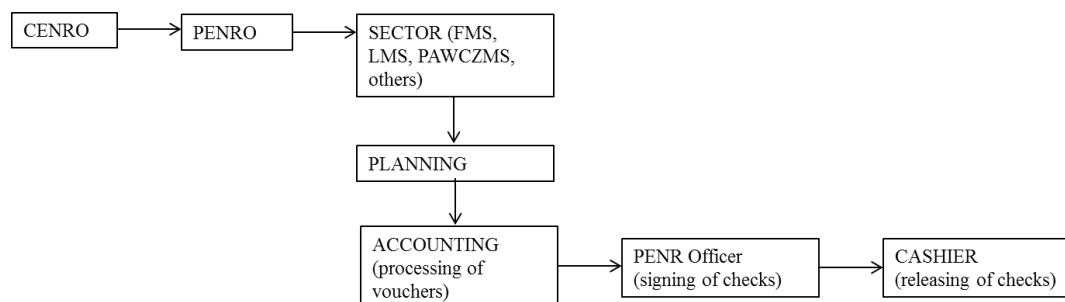 CENRO
PENRO
SECTOR (FMS,
LMS, PAWCZMS,
others)
PLANNING
ACCOUNTING
(processing of
vouchers)
PENR Officer
(signing of checks)
CASHIER
(releasing of checks)